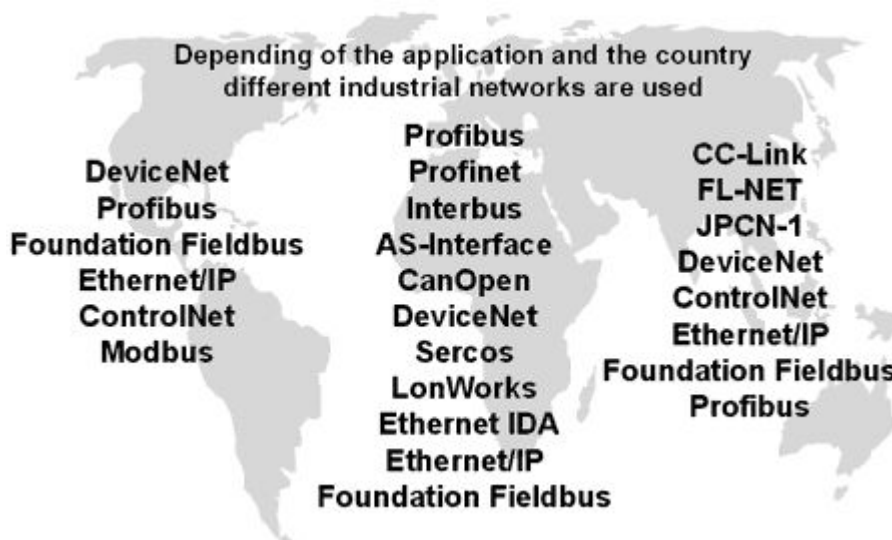 Depending of the application and the country
different industrial networks are used
DeviceNet
Profibus
Foundation Fieldbus
Ethernet/IP
ControlNet
Modbus
Profibus
Profinet
Interbus
AS-Interface
CanOpen
DeviceNet
Sercos
LonWorks
Ethernet IDA
Ethernet/IP
Foundation Fieldbus
CC-Link
FL-NET
JPCN-1
DeviceNet
ControlNet
Ethernet/IP
Foundation Fieldbus
Profibus